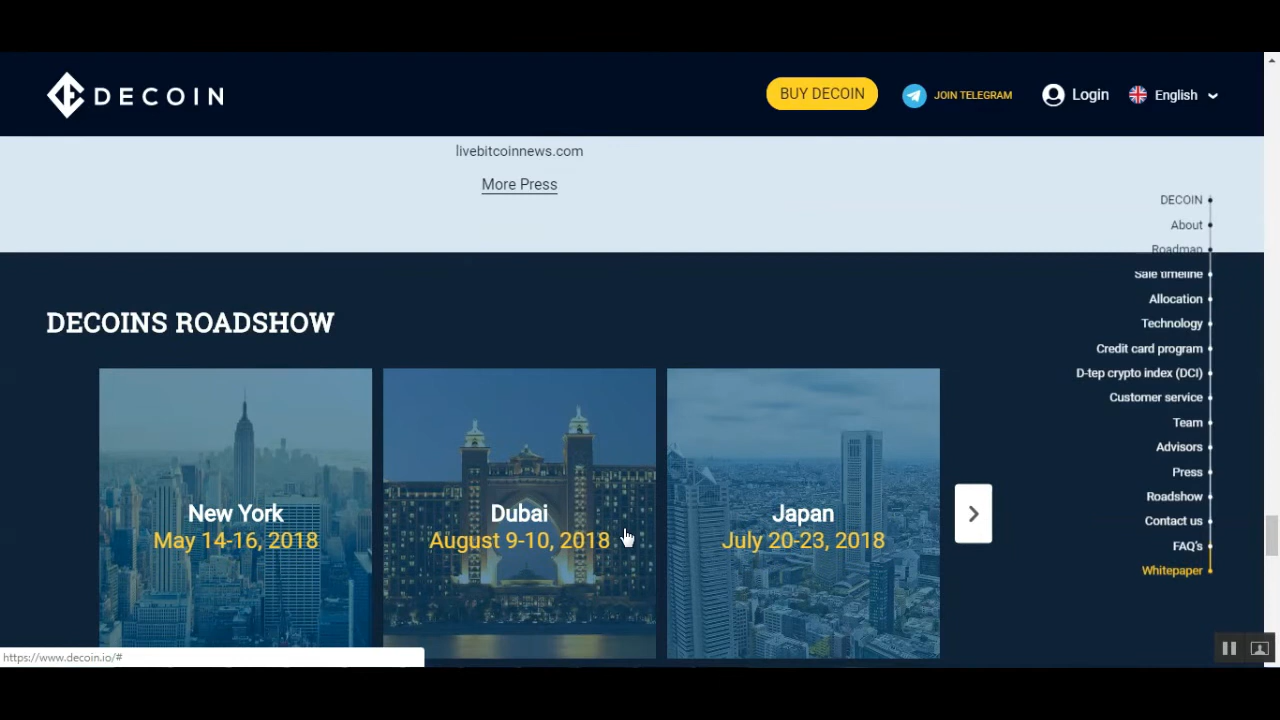 DECOIN
BUY DECOIN
JOIN TELEGRAM
Login
English
livebitcoinnews.com
More Press
DECOIN
About
Roadmap
Sale timeline
Allocation
Technology
Credit card program
D-tep crypto index (DCI)
Customer service
Team
Advisors
Press
Roadshow
Contact us
FAQ's
Whitepaper
DECOINS ROADSHOW
New York
May 14-16, 2018
Dubai
August 9-10, 2018
Japan
July 20-23, 2018
https://www.decoin.io/#